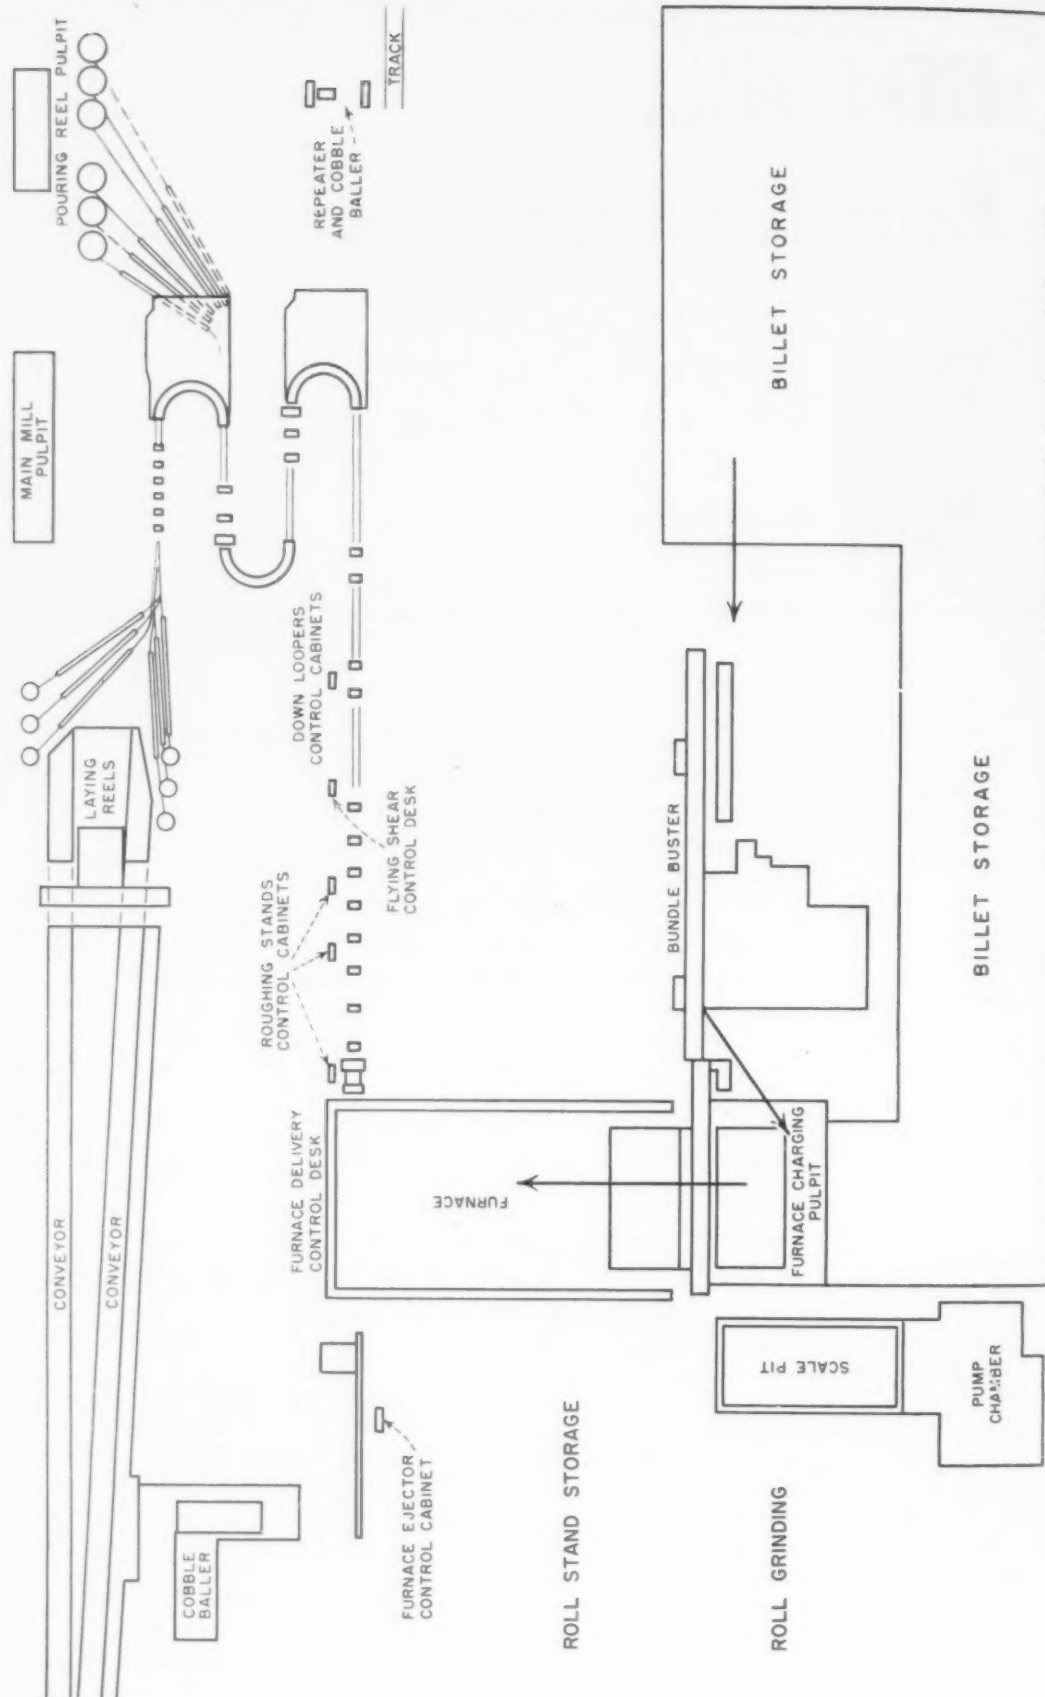 POURING REEL PULPIT
MAIN MILL
PULPIT
TRACK
REPEATER
AND COBBLE
BALLER
LAYING
REELS
DOWN LOOPERS
CONTROL CABINETS
FLYING SHEAR
CONTROL DESK
ROUGHING STANDS
CONTROL CABINETS
CONVEYOR
CONVEYOR
FURNACE DELIVERY
CONTROL DESK
FURNACE
COBBLE
BALLER
FURNACE EJECTOR
CONTROL CABINET
BILLET STORAGE
BUNDLE BUSTER
BILLET STORAGE
FURNACE CHARGING
PULPIT
SCALE PIT
PUMP
CHAMBER
ROLL STAND STORAGE
ROLL GRINDING